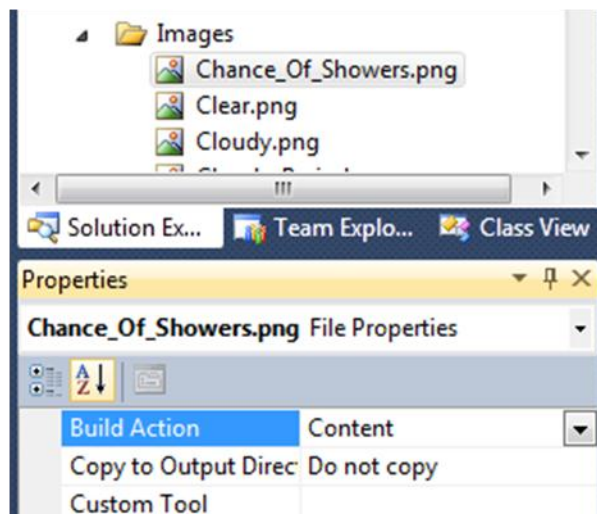 Images
Chance_Of_Showers.png
Clear.png
Cloudy.png
Solution Ex... Team Explo... Class View
Properties
Chance_Of_Showers.png File Properties
Build Action Content
Copy to Output Direc Do not copy
Custom Tool